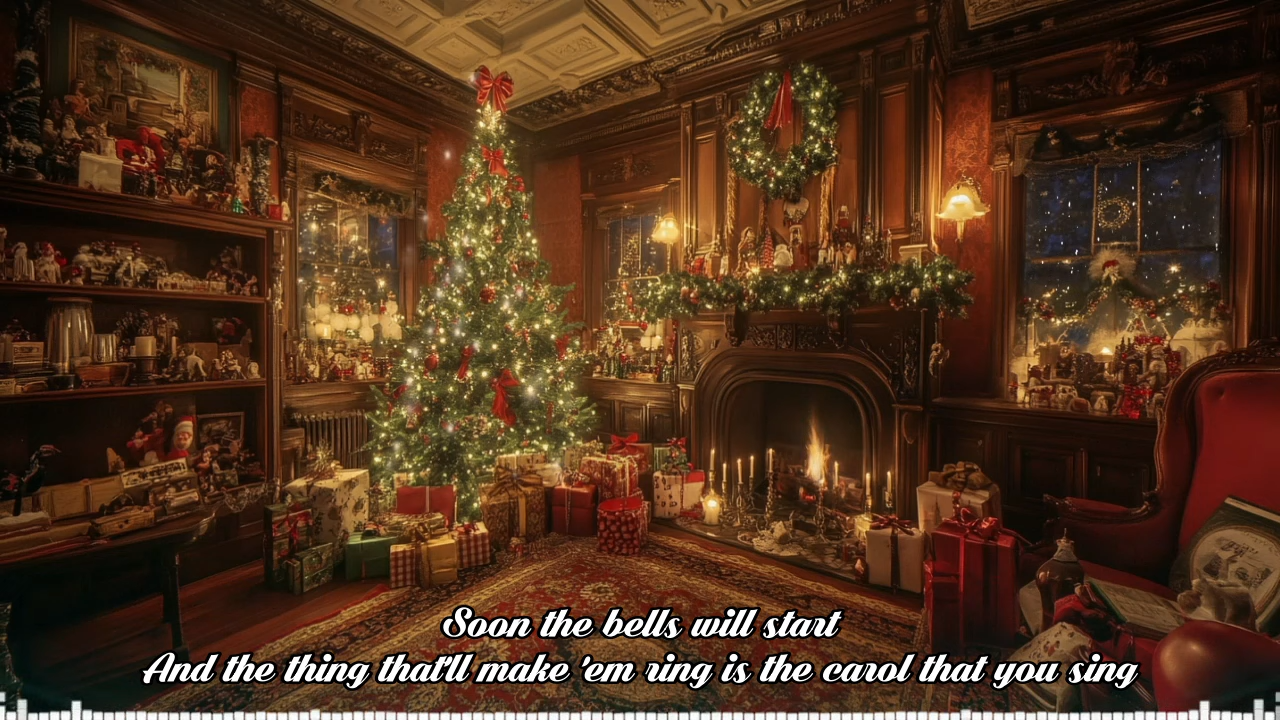 Soon the bells will start
And the thing that'll make 'em ring is the carol that you sing